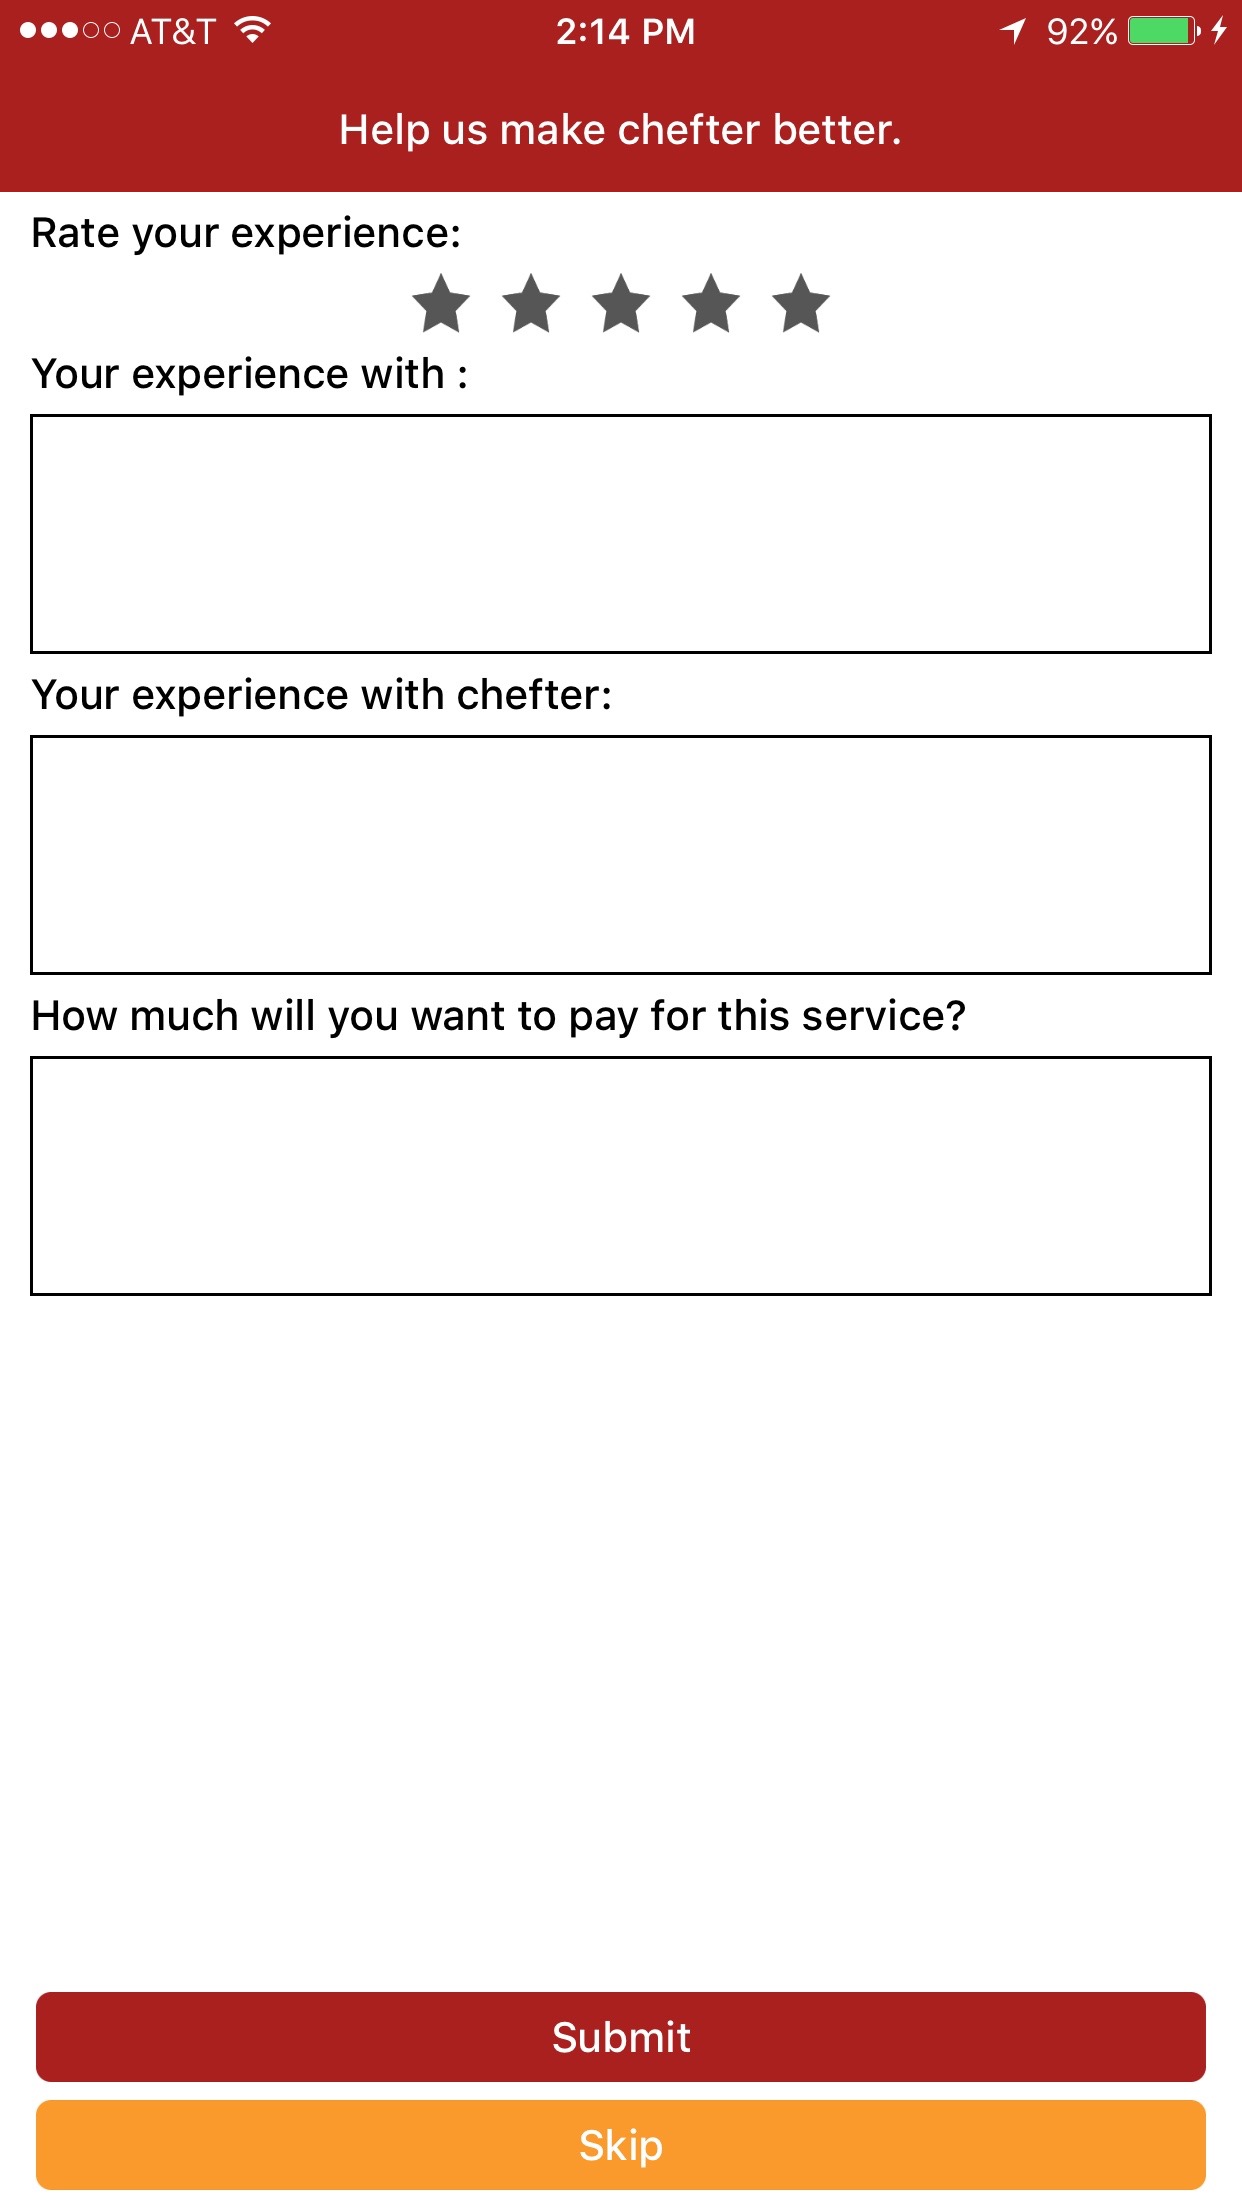 AT&T 2:14 PM 92%
Help us make chefter better.
Rate your experience:
Your experience with :
Your experience with chefter:
How much will you want to pay for this service?
Submit
Skip